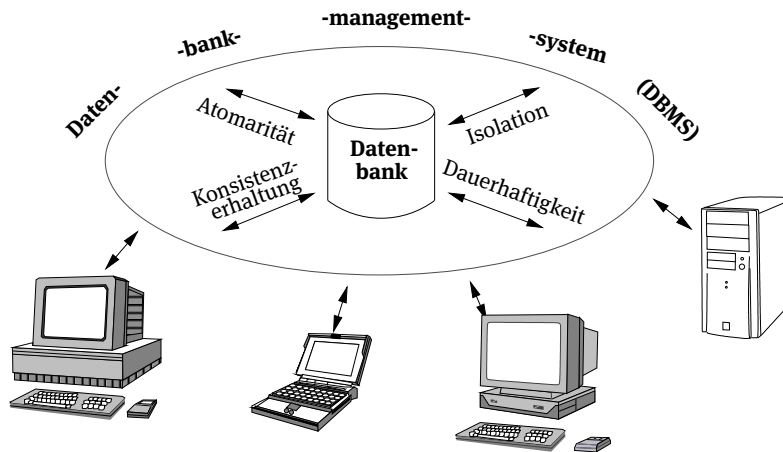 Daten-
-bank-
-management-
-system
(DBMS)
Atomarität
Isolation
Daten-
bank
Konsistenz-
erhaltung
Dauerhaftigkeit